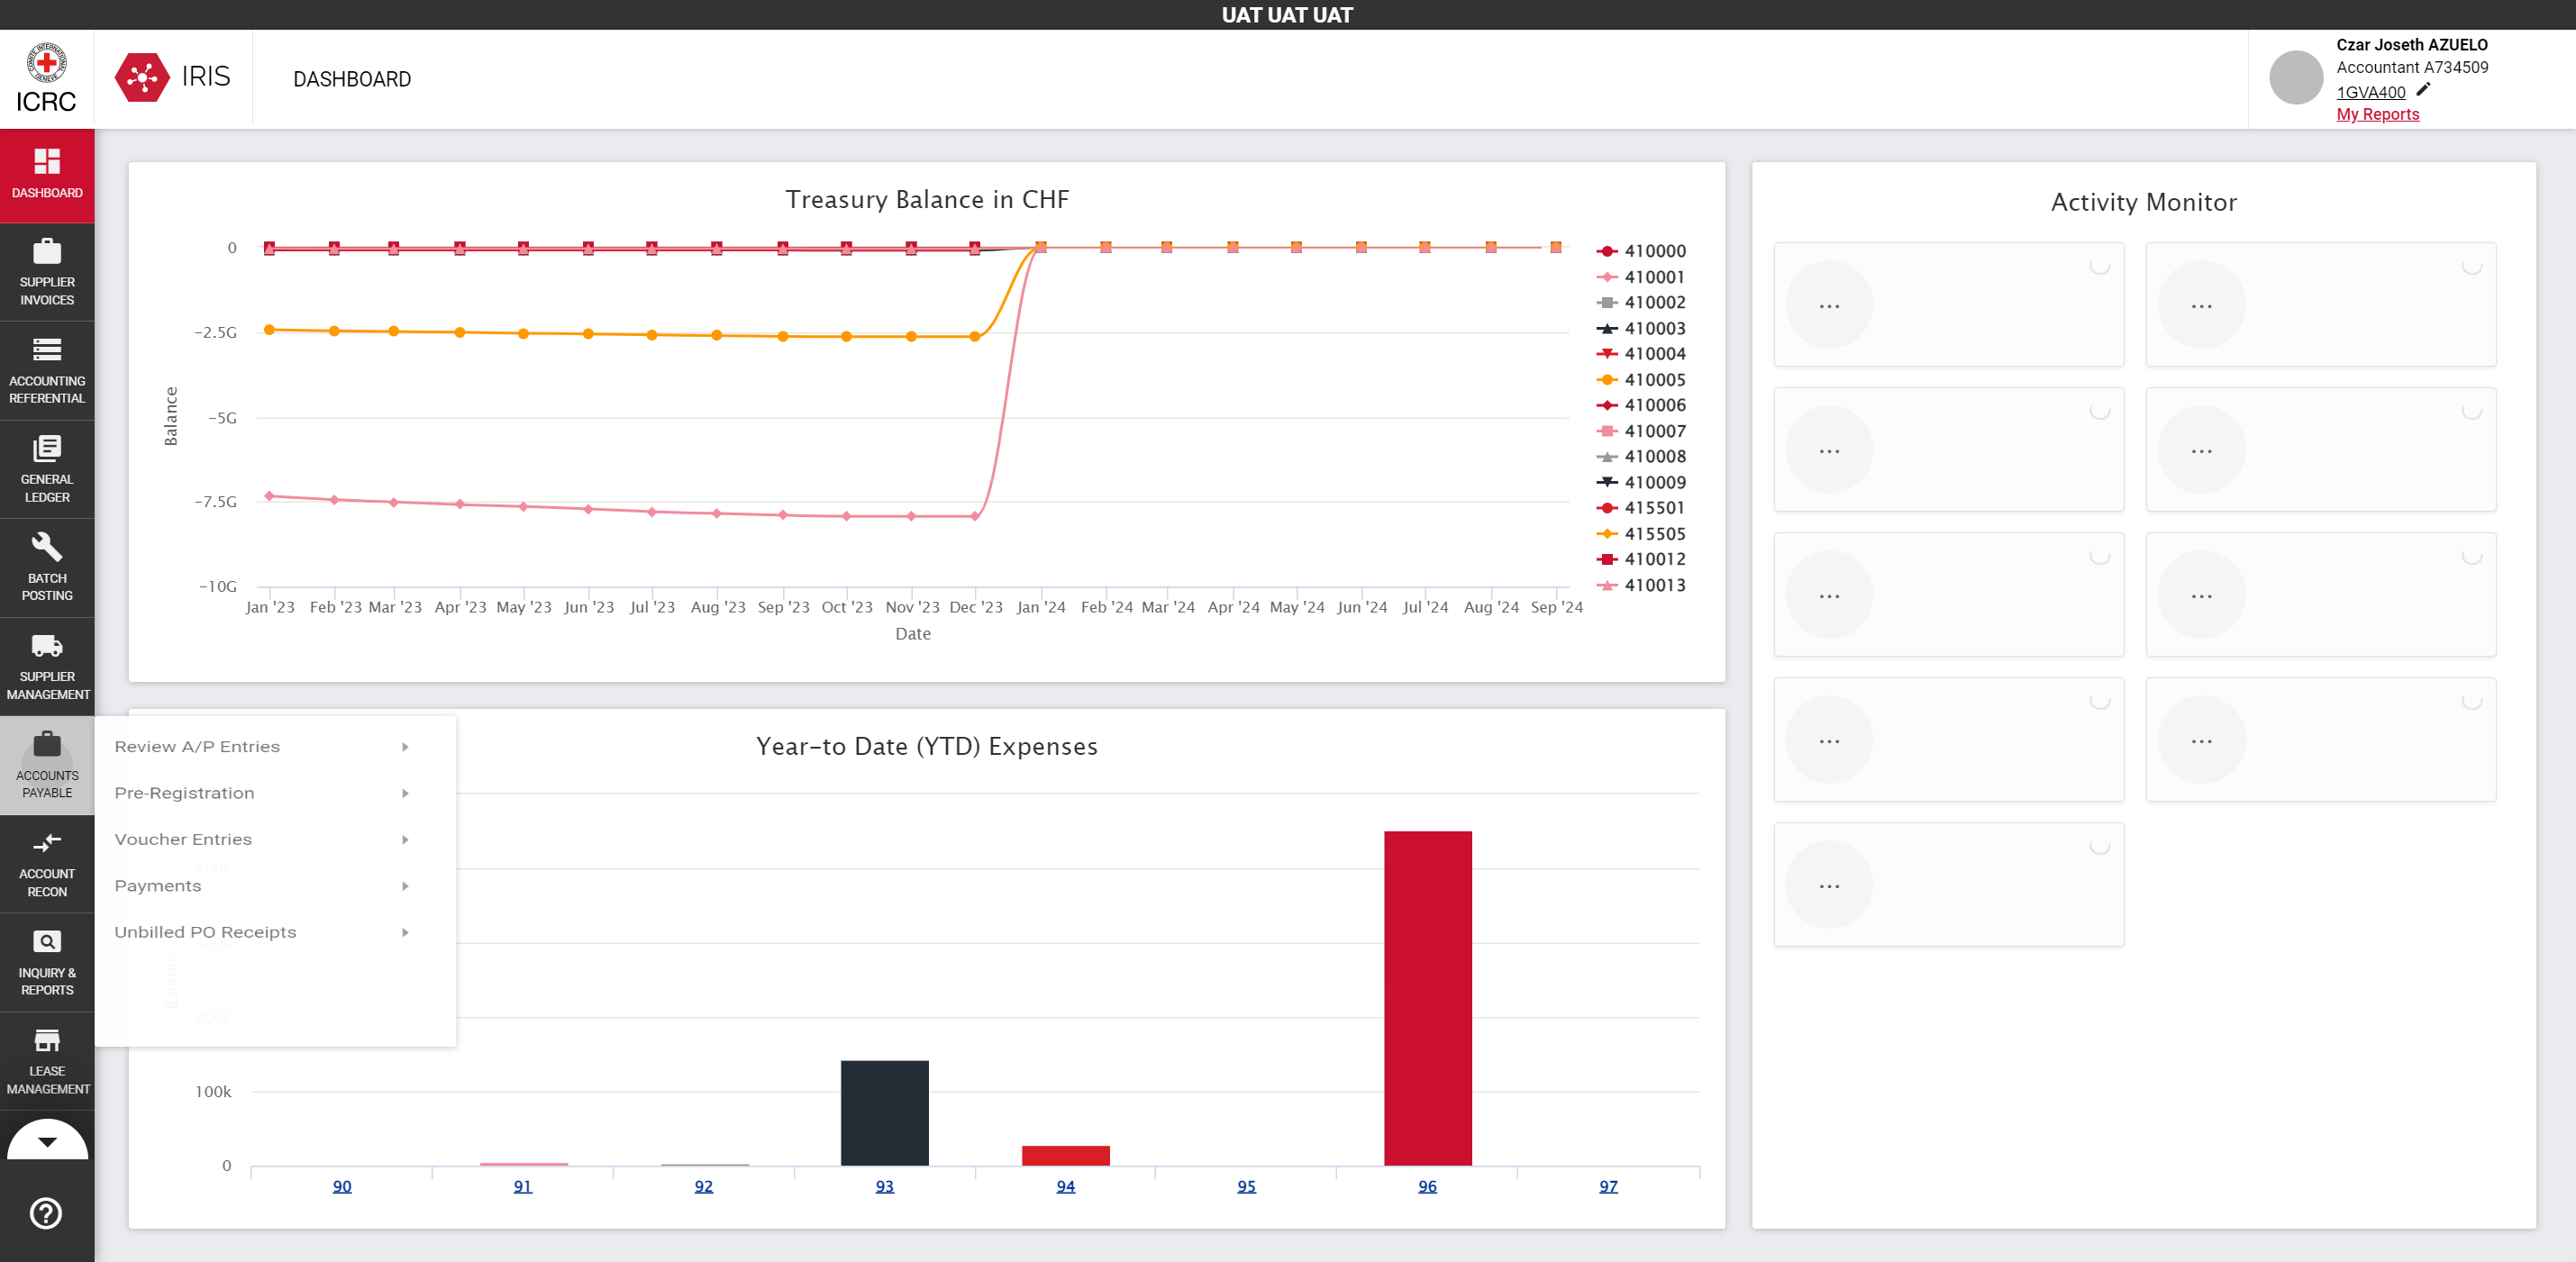 UAT UAT UAT
ICRC
IRIS
DASHBOARD
Czar Joseth AZUELO
Accountant A734509
1GVA400
My Reports
DASHBOARD
SUPPLIER
INVOICES
ACCOUNTING
REFERENTIAL
GENERAL
LEDGER
BATCH
POSTING
SUPPLIER
MANAGEMENT
ACCOUNTS
PAYABLE
ACCOUNT
RECON
INQUIRY &
REPORTS
LEASE
MANAGEMENT
Review A/P Entries
Pre-Registration
Voucher Entries
Payments
Unbilled PO Receipts
Treasury Balance in CHF
0
−2.5G
−5G
−7.5G
−10G
Balance
Jan '23 Feb '23 Mar '23 Apr '23 May '23 Jun '23 Jul '23 Aug '23 Sep '23 Oct '23 Nov '23 Dec '23 Jan '24 Feb '24 Mar '24 Apr '24 May '24 Jun '24 Jul '24 Aug '24 Sep '24
Date
410000
410001
410002
410003
410004
410005
410006
410007
410008
410009
415501
415505
410012
410013
Year-to Date (YTD) Expenses
400k
Balance
200k
100k
0
90 91 92 93 94 95 96 97
Activity Monitor
... ...
... ...
... ...
... ...
...